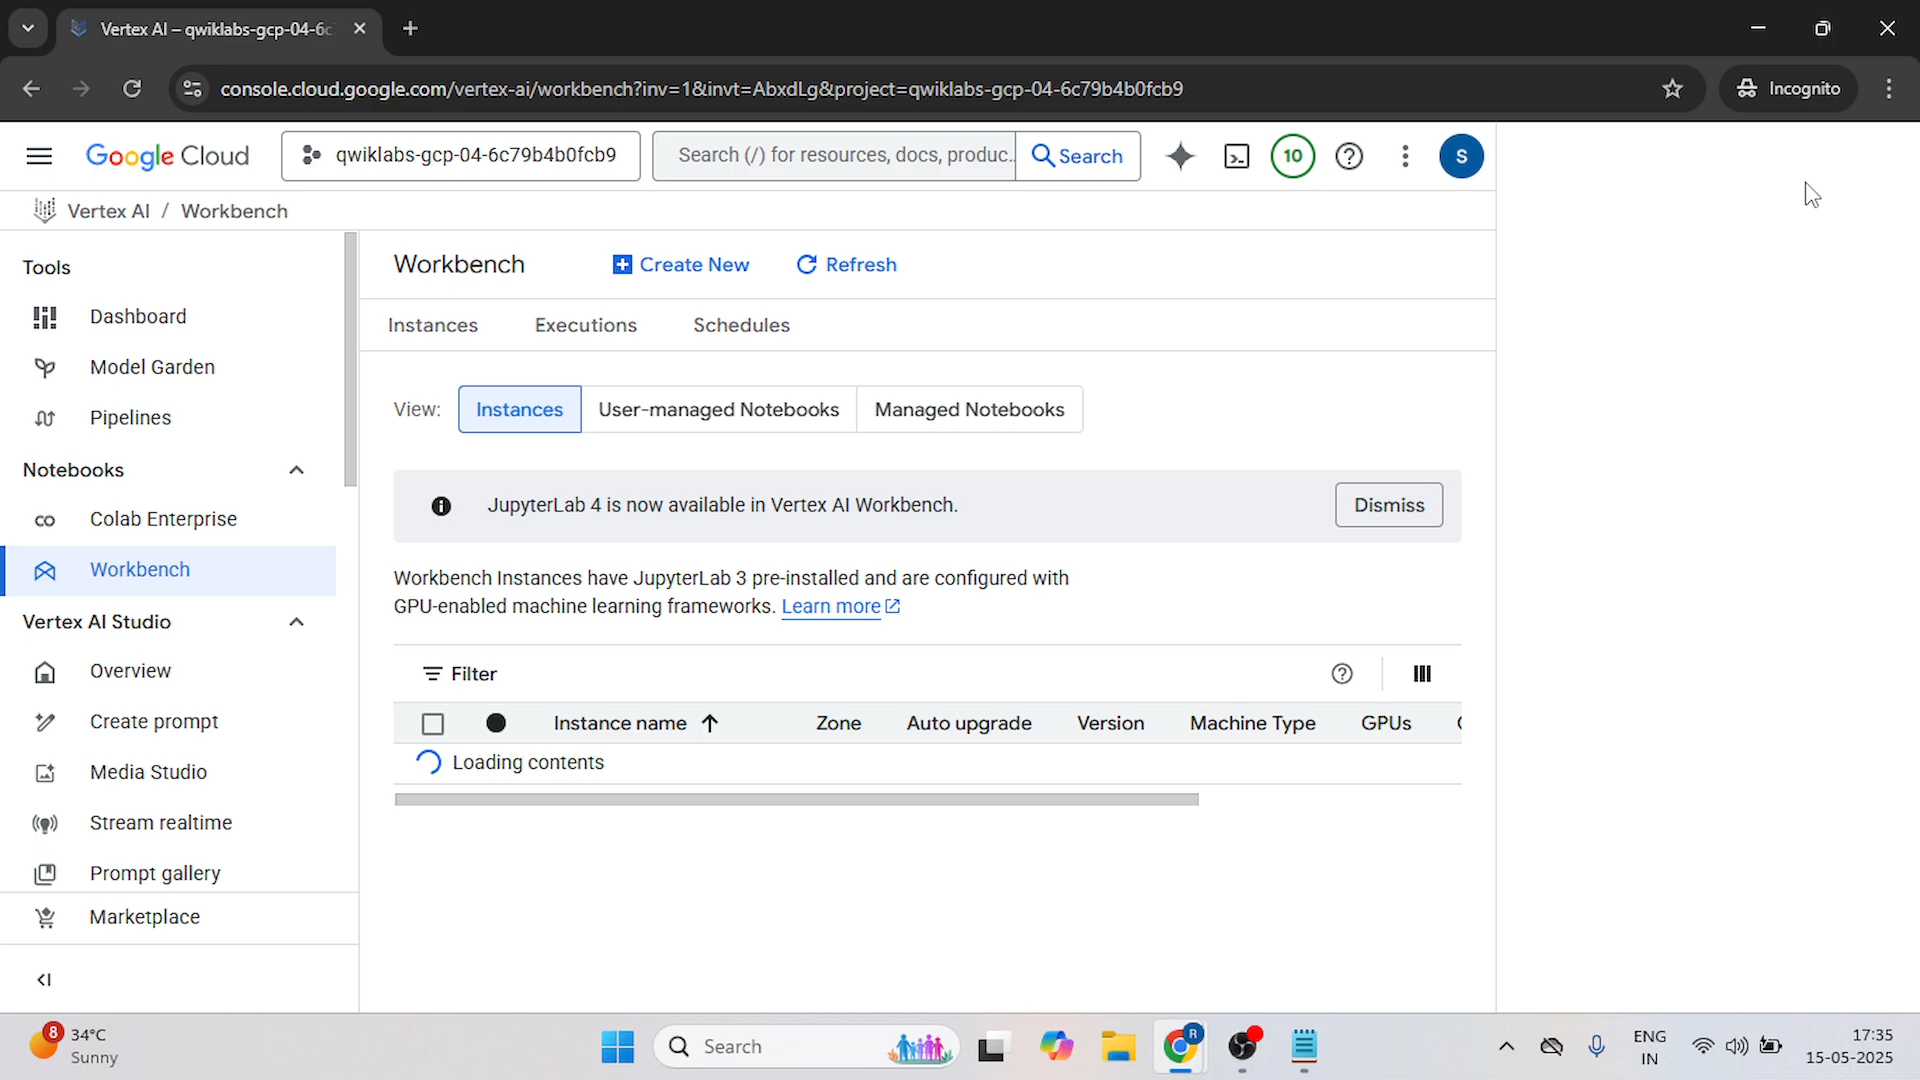 Vertex AI – qwiklabs-gcp-04-6c
console.cloud.google.com/vertex-ai/workbench?inv=1&invt=AbxdLg&project=qwiklabs-gcp-04-6c79b4b0fcb9
Incognito
Google Cloud
qwiklabs-gcp-04-6c79b4b0fcb9
Search (/) for resources, docs, produc...
Search
10
S
Vertex AI / Workbench
Tools
Dashboard
Model Garden
Pipelines
Notebooks
Colab Enterprise
Workbench
Vertex AI Studio
Overview
Create prompt
Media Studio
Stream realtime
Prompt gallery
Marketplace
Workbench
Create New
Refresh
Instances
Executions
Schedules
View:
Instances
User-managed Notebooks
Managed Notebooks
JupyterLab 4 is now available in Vertex AI Workbench.
Dismiss
Workbench Instances have JupyterLab 3 pre-installed and are configured with
GPU-enabled machine learning frameworks. Learn more
Filter
Instance name
Zone
Auto upgrade
Version
Machine Type
GPUs
Loading contents
8
34°C
Sunny
Search
R
ENG
IN
17:35
15-05-2025